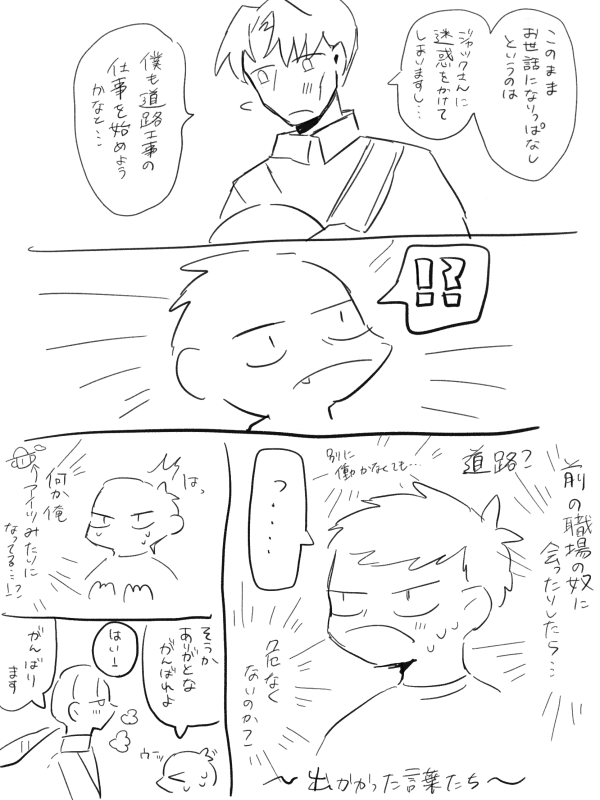 このまま
お世話になりっぱなし
というのは
ジャックさんに
迷惑をかけて
しまいますし…
僕も道路工事の
仕事を始めよう
かなと…
!?
道路?
前の職場の奴に
会ったりしたら…
別に
働かなくても…
つ……
危なく
ないのか?
〜出かかった言葉たち〜
はっ
何か俺
アイツみたいに
なってる…!?
そうか
ありがとな
がんばれよ
はい!
がんばり
ます
ウニッ